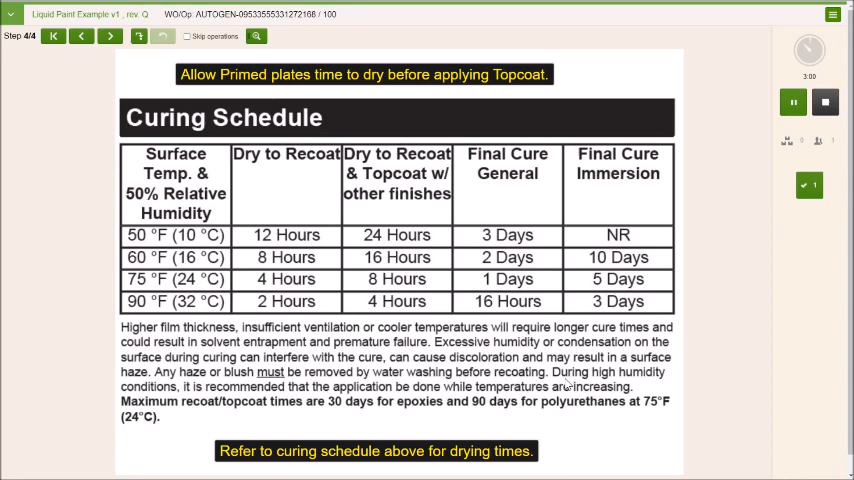 Liquid Paint Example v1 , rev. Q WO/Op: AUTOGEN-09533555331272168 / 100
Step 4/4 Skip operations
3:00
0 1
1
Allow Primed plates time to dry before applying Topcoat.
Curing Schedule
Surface Temp. & 50% Relative Humidity Dry to Recoat Dry to Recoat & Topcoat w/ other finishes Final Cure General Final Cure Immersion
50 °F (10 °C) 12 Hours 24 Hours 3 Days NR
60 °F (16 °C) 8 Hours 16 Hours 2 Days 10 Days
75 °F (24 °C) 4 Hours 8 Hours 1 Days 5 Days
90 °F (32 °C) 2 Hours 4 Hours 16 Hours 3 Days
Higher film thickness, insufficient ventilation or cooler temperatures will require longer cure times and
could result in solvent entrapment and premature failure. Excessive humidity or condensation on the
surface during curing can interfere with the cure, can cause discoloration and may result in a surface
haze. Any haze or blush must be removed by water washing before recoating. During high humidity
conditions, it is recommended that the application be done while temperatures are increasing.
Maximum recoat/topcoat times are 30 days for epoxies and 90 days for polyurethanes at 75°F
(24°C).
Refer to curing schedule above for drying times.